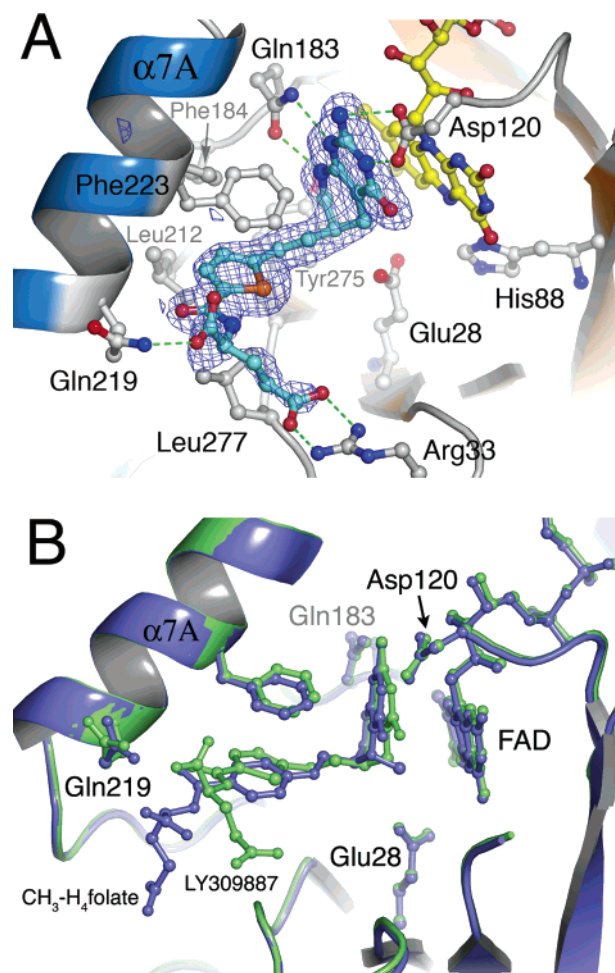 A
α7A
Gln183
Phe184
Asp120
Phe223
Leu212
Tyr275
His88
Glu28
Gln219
Leu277
Arg33
B
Asp120
Gln183
α7A
FAD
Gln219
Glu28
LY309887
CH₃-H₄folate